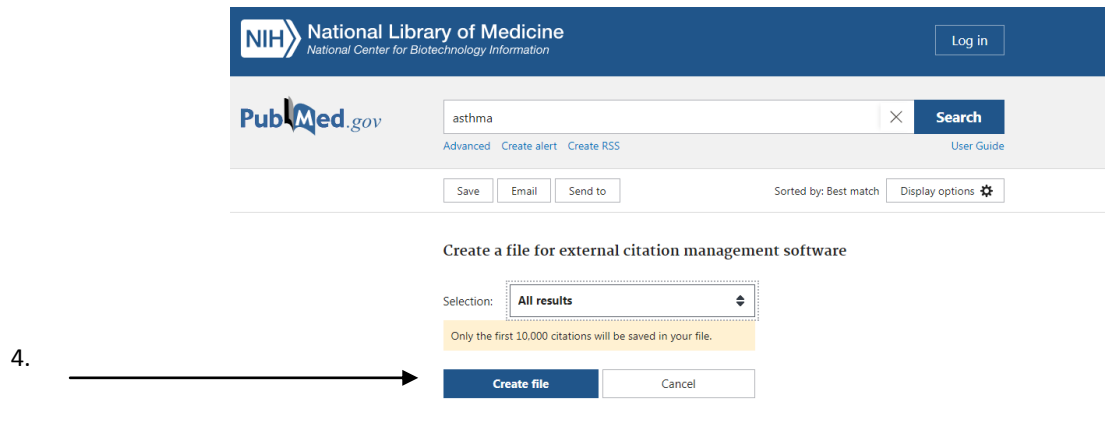 NIH National Library of Medicine
National Center for Biotechnology Information
Log in
PubMed.gov
asthma
Search
Advanced Create alert Create RSS
User Guide
Save Email Send to
Sorted by: Best match Display options
Create a file for external citation management software
Selection: All results
Only the first 10,000 citations will be saved in your file.
4.
Create file Cancel